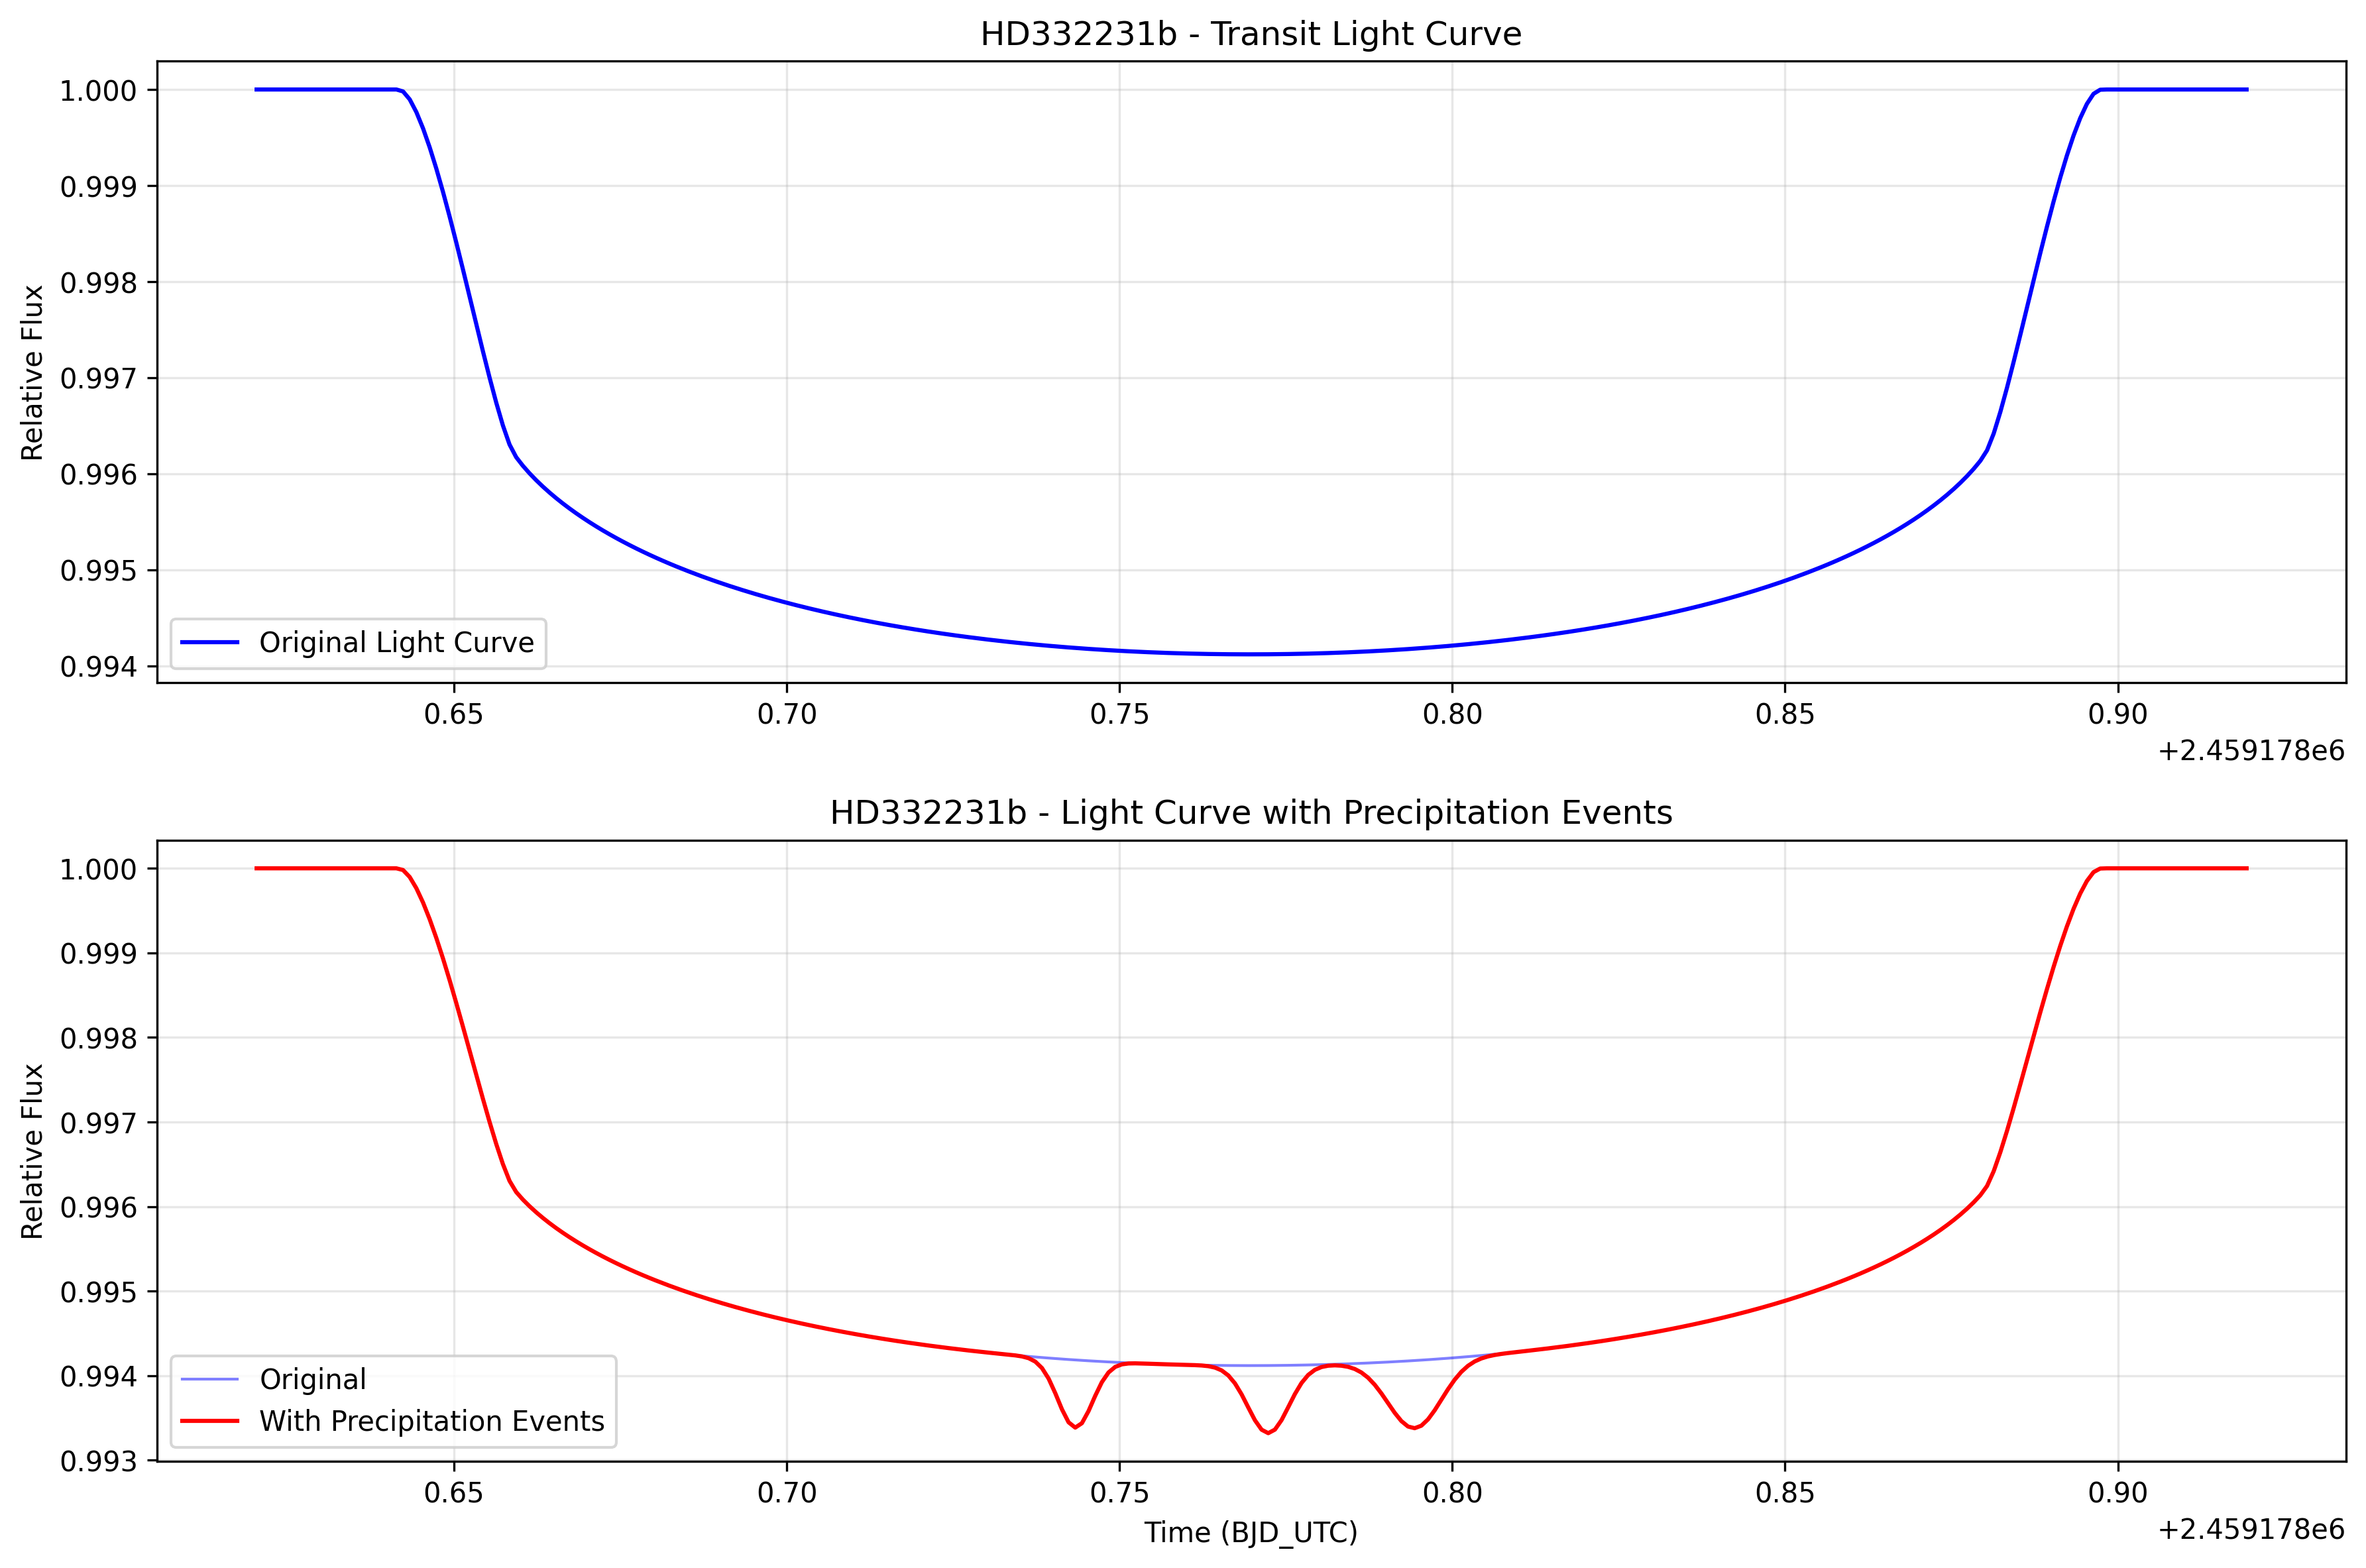 HD332231b - Transit Light Curve
1.000
0.999
0.998
0.997
0.996
0.995
0.994
Relative Flux
Original Light Curve
0.65 0.70 0.75 0.80 0.85 0.90
+2.459178e6
HD332231b - Light Curve with Precipitation Events
1.000
0.999
0.998
0.997
0.996
0.995
0.994
0.993
Relative Flux
Original
With Precipitation Events
0.65 0.70 0.75 0.80 0.85 0.90
Time (BJD_UTC)
+2.459178e6